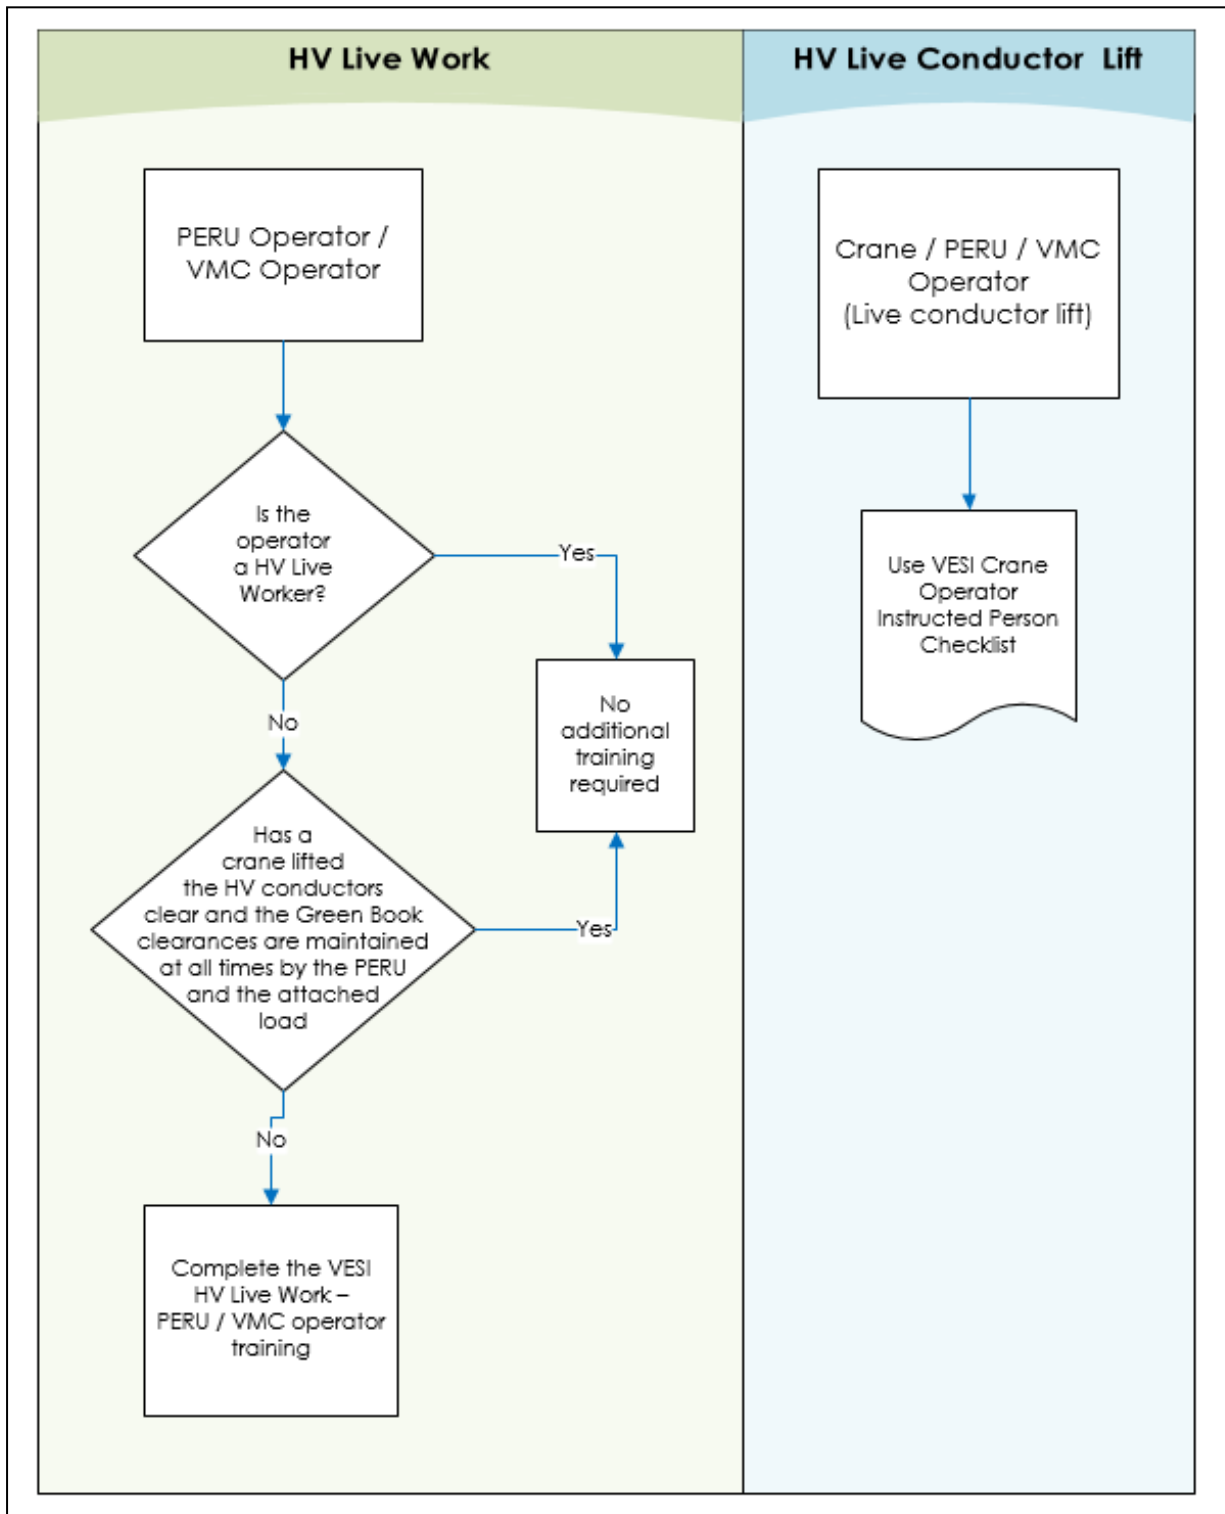 HV Live Work
PERU Operator /
VMC Operator
Is the
operator
a HV Live
Worker?
Yes
No
No
additional
training
required
Has a
crane lifted
the HV conductors
clear and the Green Book
clearances are maintained
at all times by the PERU
and the attached
load
Yes
No
Complete the VESI
HV Live Work –
PERU / VMC operator
training
HV Live Conductor Lift
Crane / PERU / VMC
Operator
(Live conductor lift)
Use VESI Crane
Operator
Instructed Person
Checklist